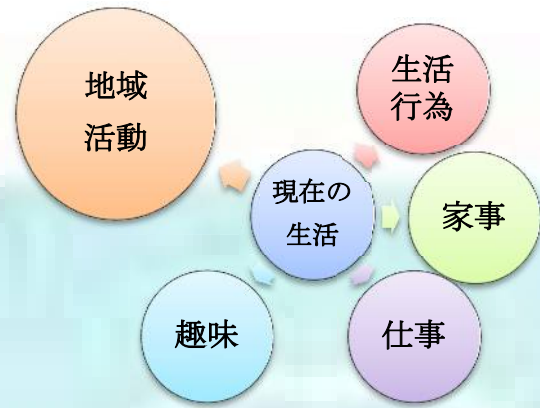 地域
活動
生活
行為
現在の
生活
家事
趣味
仕事